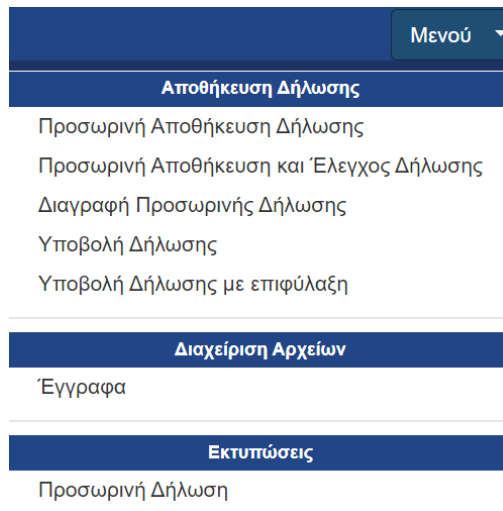 Μενού
Αποθήκευση Δήλωσης
Προσωρινή Αποθήκευση Δήλωσης
Προσωρινή Αποθήκευση και Έλεγχος Δήλωσης
Διαγραφή Προσωρινής Δήλωσης
Υποβολή Δήλωσης
Υποβολή Δήλωσης με επιφύλαξη
Διαχείριση Αρχείων
Έγγραφα
Εκτυπώσεις
Προσωρινή Δήλωση